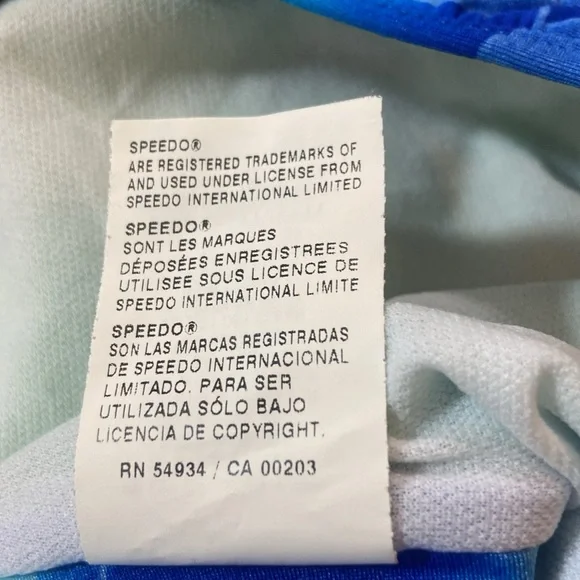 SPEEDO®
ARE REGISTERED TRADEMARKS OF
AND USED UNDER LICENSE FROM
SPEEDO INTERNATIONAL LIMITED
SPEEDO®
SONT LES MARQUES
DÉPOSÉES ENREGISTREES
UTILISEE SOUS LICENCE DE
SPEEDO INTERNATIONAL LIMITE
SPEEDO®
SON LAS MARCAS REGISTRADAS
DE SPEEDO INTERNACIONAL
LIMITADO. PARA SER
UTILIZADA SÓLO BAJO
LICENCIA DE COPYRIGHT.
RN 54934 / CA 00203